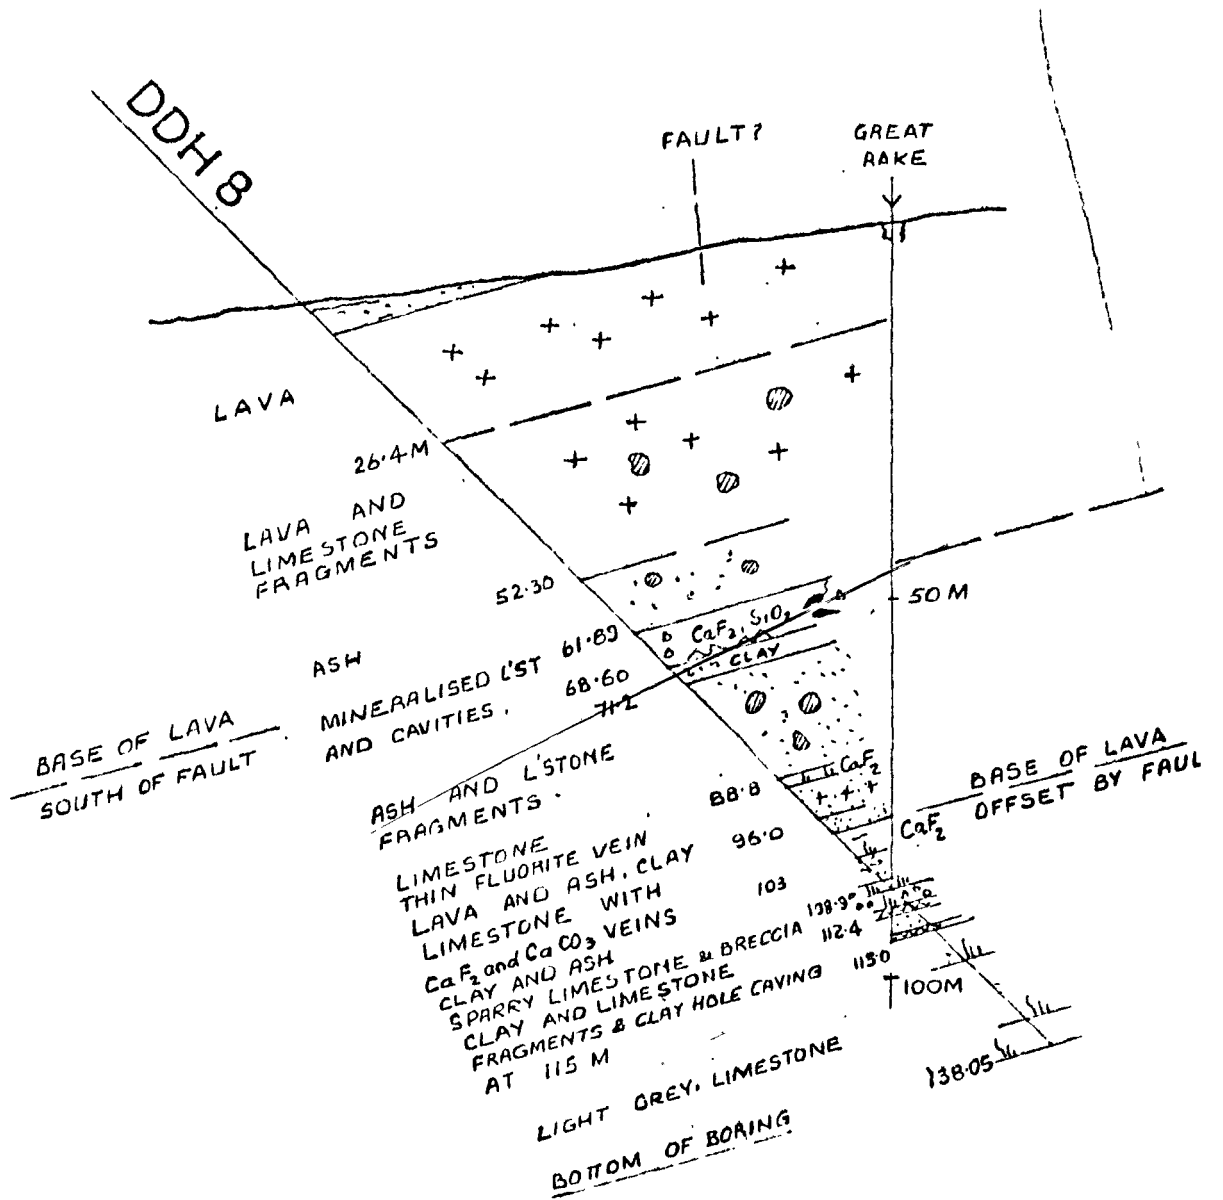 DDH 8
FAULT?
GREAT
RAKE
LAVA
26.4M
LAVA AND
LIMESTONE
FRAGMENTS
52.30
50 M
ASH
61.89
CaF2, SiO2
CLAY
MINERALISED L'ST
AND CAVITIES.
68.60
71.2
BASE OF LAVA
SOUTH OF FAULT
ASH AND L'STONE
FRAGMENTS.
88.8
CaF2
BASE OF LAVA
OFFSET BY FAUL
LIMESTONE
THIN FLUORITE VEIN
96.0
CaF2
LAVA AND ASH, CLAY
LIMESTONE WITH
CaF2 and CaCO3 VEINS
103
CLAY AND ASH
SPARRY LIMESTONE & BRECCIA
112.4
CLAY AND LIMESTONE
FRAGMENTS & CLAY HOLE CAVING
AT 115 M
115.0
100M
LIGHT GREY, LIMESTONE
138.05
BOTTOM OF BORING